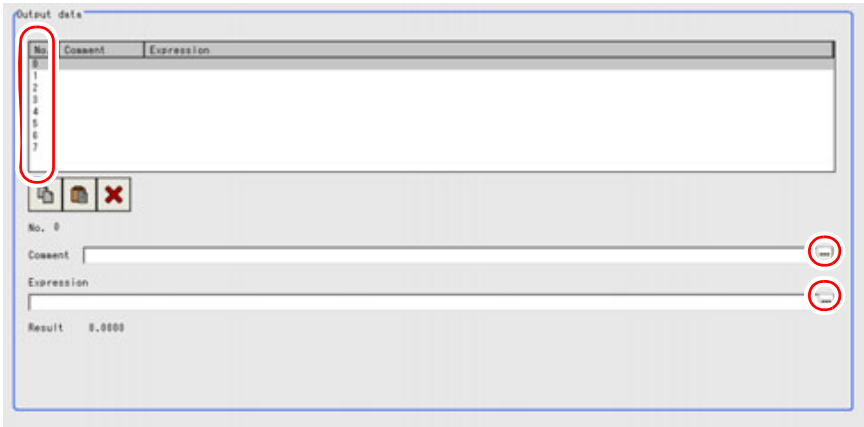 Output data
No. Comment Expression
0
1
2
3
4
5
6
7
No. 0
Comment ...
Expression
...
Result 0.0000